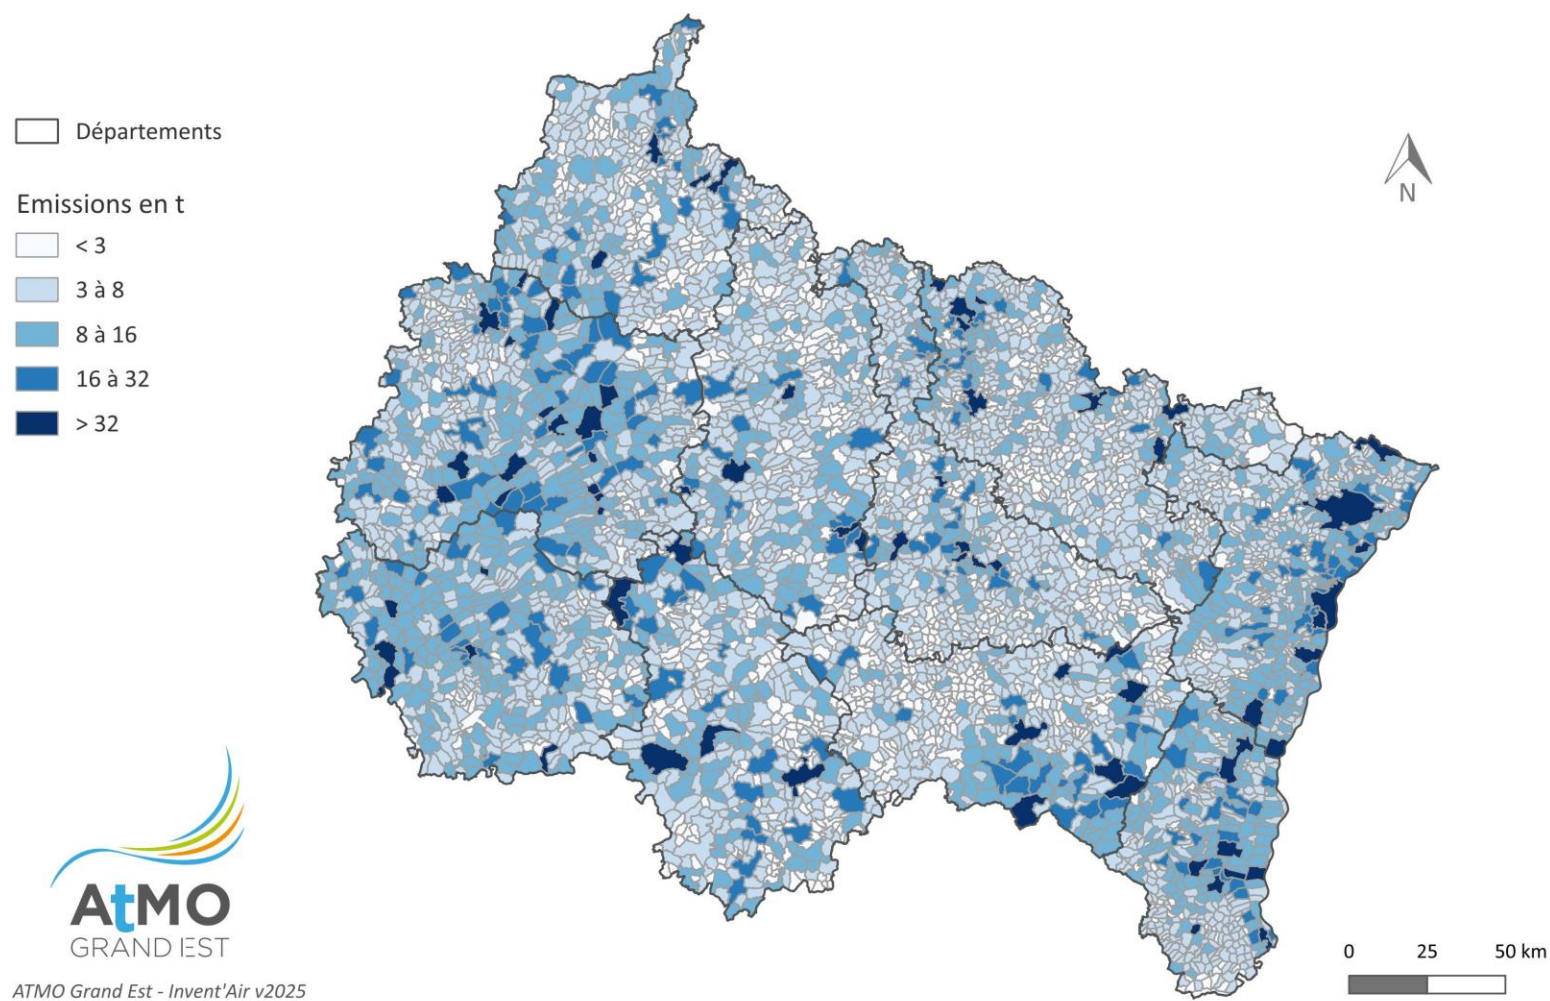 Départements
Emissions en t
< 3
3 à 8
8 à 16
16 à 32
> 32
N
AtMO
GRAND EST
ATMO Grand Est - Invent'Air v2025
0 25 50 km